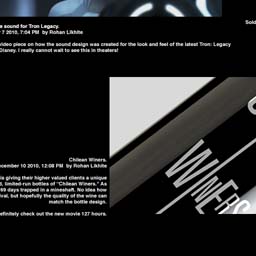 e sound for Tron Legacy.
7 2010, 7:04 PM by Rohan Likhite
Sold
video piece on how the sound design was created for the look and feel of the latest Tron: Legacy
Disney. I really cannot wait to see this in theaters!
Chilean Winers.
ecember 10 2010, 12:08 PM by Rohan Likhite
is giving their higher valued clients a unique
l, limited-run bottles of "Chilean Winers." As
69 days trapped in a mineshaft. No idea how
ival, but hopefully the quality of the wine can
match the bottle design.
efinitely check out the new movie 127 hours.
WINERS